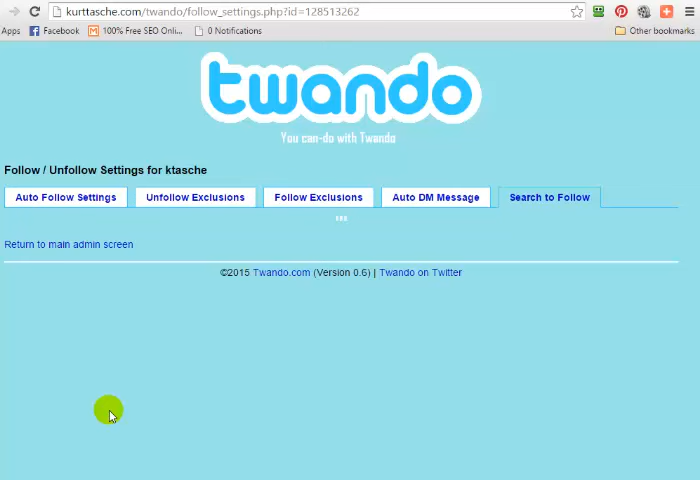 kurttasche.com/twando/follow_settings.php?id=128513262
Apps Facebook 100% Free SEO Onli... 0 Notifications Other bookmarks
twando
You can-do with Twando
Follow / Unfollow Settings for ktasche
Auto Follow Settings Unfollow Exclusions Follow Exclusions Auto DM Message Search to Follow
Return to main admin screen
©2015 Twando.com (Version 0.6) | Twando on Twitter